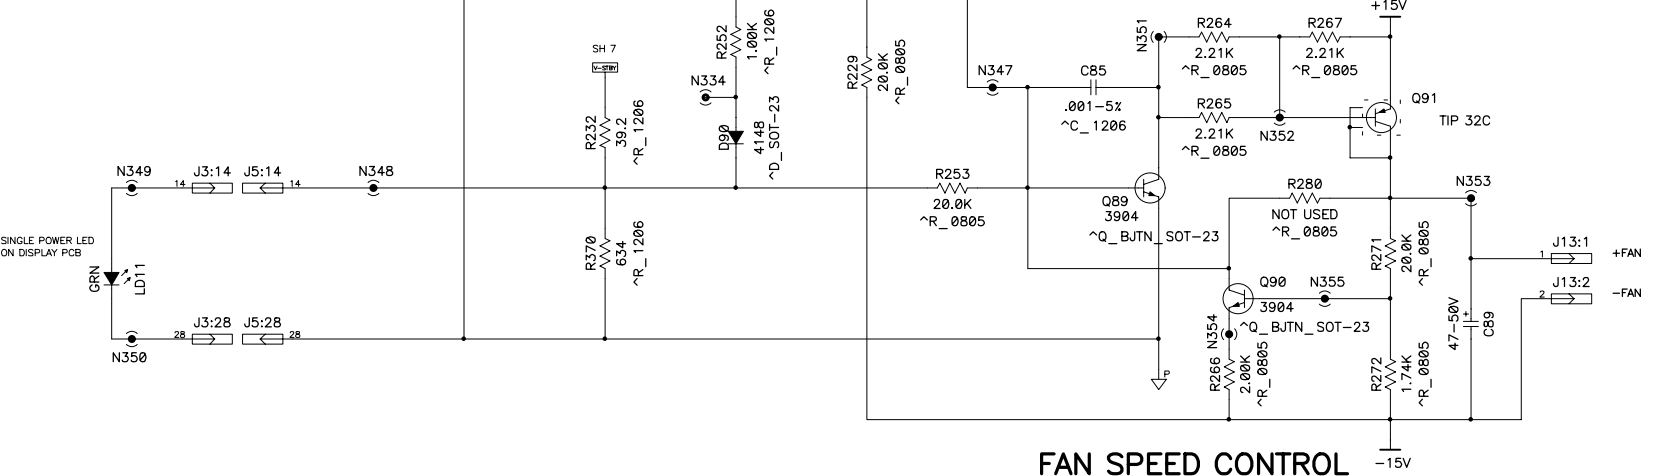 +15V
R_1206
^R_1206
R252
1.00K
SH 7
V-STBY
N334
R232
39.2
^R_1206
D90
4148
^D_SOT-23
R229
20.0K
^R_0805
N347
C85
.001-5%
^C_1206
N351
R264
2.21K
^R_0805
R267
2.21K
^R_0805
R265
2.21K
^R_0805
N352
Q91
TIP 32C
N349
J3:14
J5:14
14
14
N348
R253
20.0K
^R_0805
Q89
3904
^Q_BJTN_SOT-23
R280
NOT USED
^R_0805
N353
SINGLE POWER LED
ON DISPLAY PCB
GRN
LD11
R370
634
^R_1206
R271
20.0K
^R_0805
J13:1
1
+FAN
J13:2
2
-FAN
Q90
3904
^Q_BJTN_SOT-23
N355
N354
47-50V
+
C89
N350
J3:28
J5:28
28
28
P
R266
2.00K
^R_0805
R272
1.74K
^R_0805
FAN SPEED CONTROL
-15V